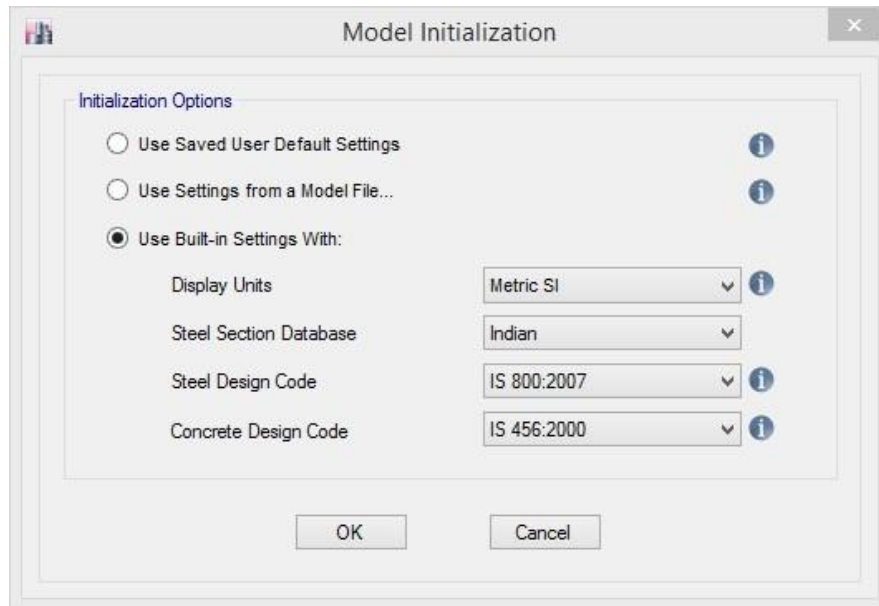 Model Initialization
Initialization Options
Use Saved User Default Settings
Use Settings from a Model File...
Use Built-in Settings With:
Display Units Metric SI
Steel Section Database Indian
Steel Design Code IS 800:2007
Concrete Design Code IS 456:2000
OK Cancel